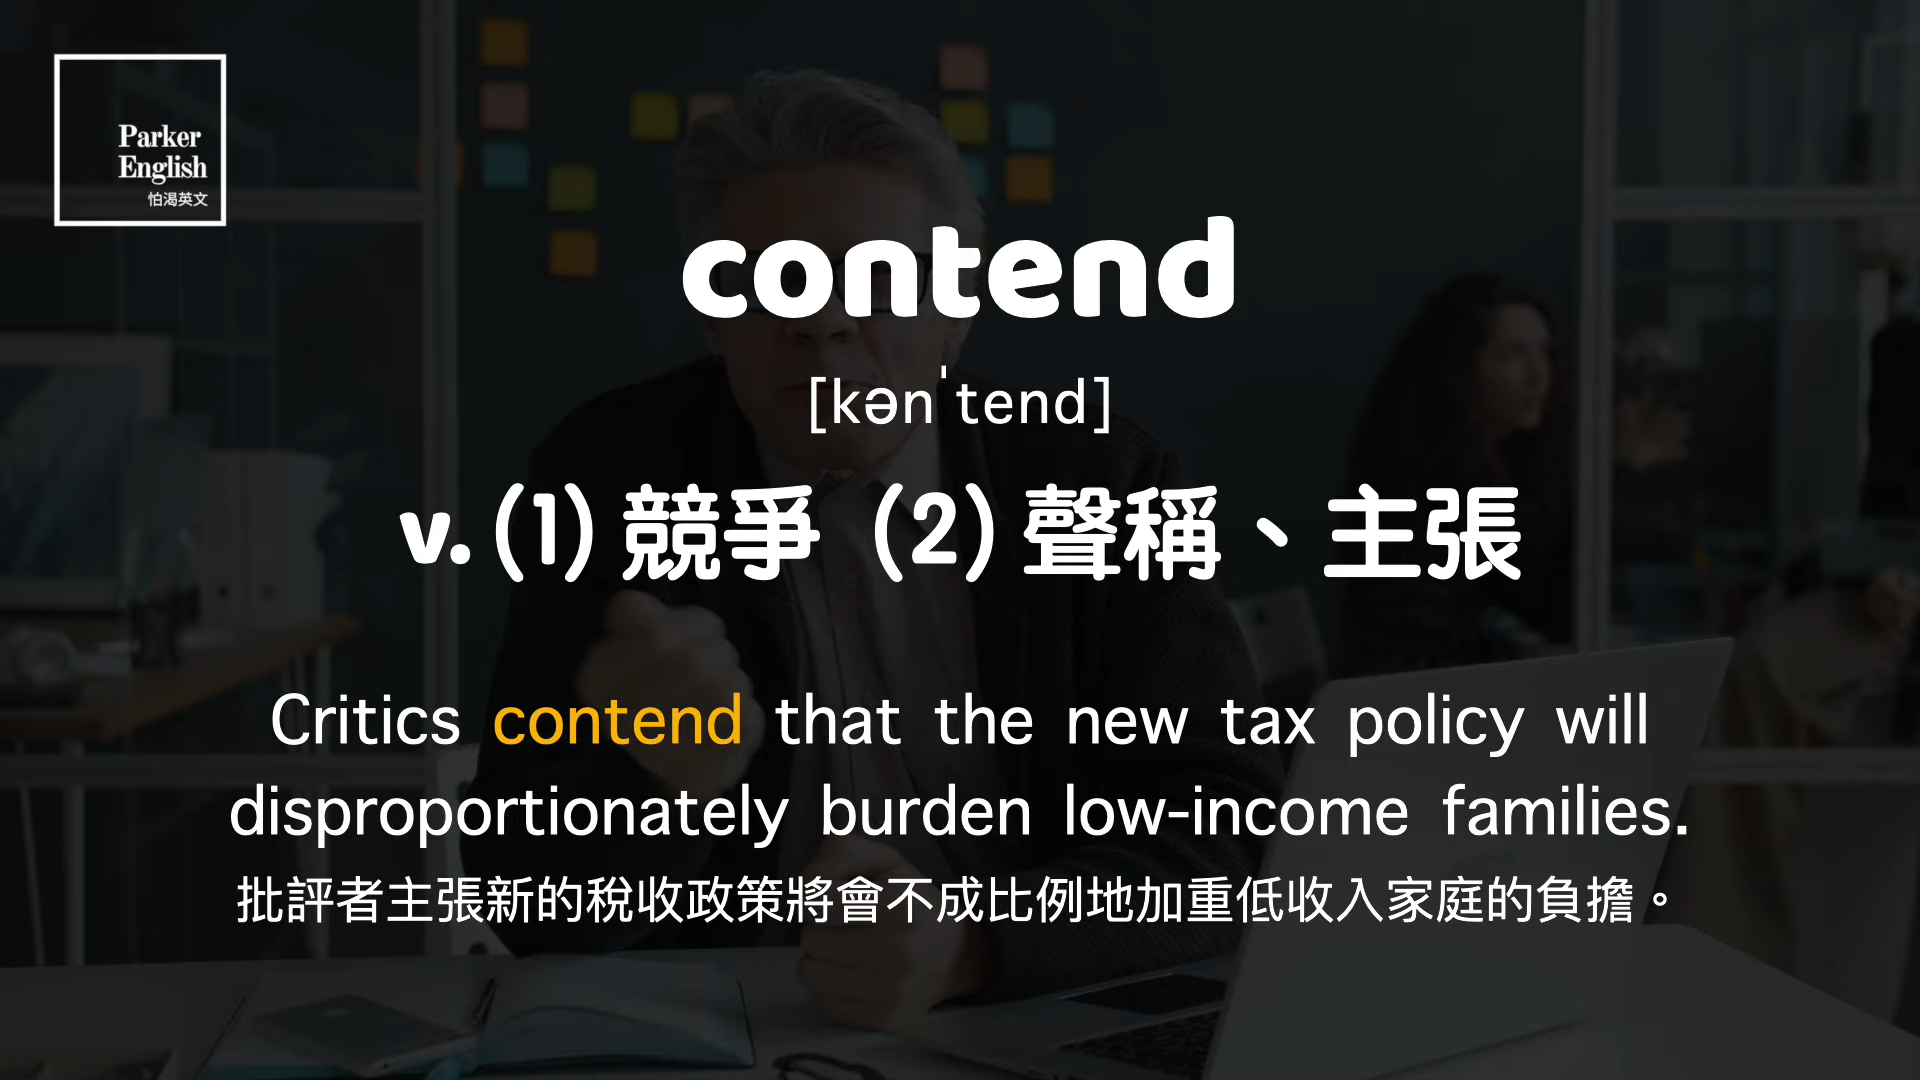 Parker
English
怕渴英文
contend
[kənˈtend]
v. (1) 競爭 (2) 聲稱、主張
Critics contend that the new tax policy will
disproportionately burden low-income families.
批評者主張新的稅收政策將會不成比例地加重低收入家庭的負擔。